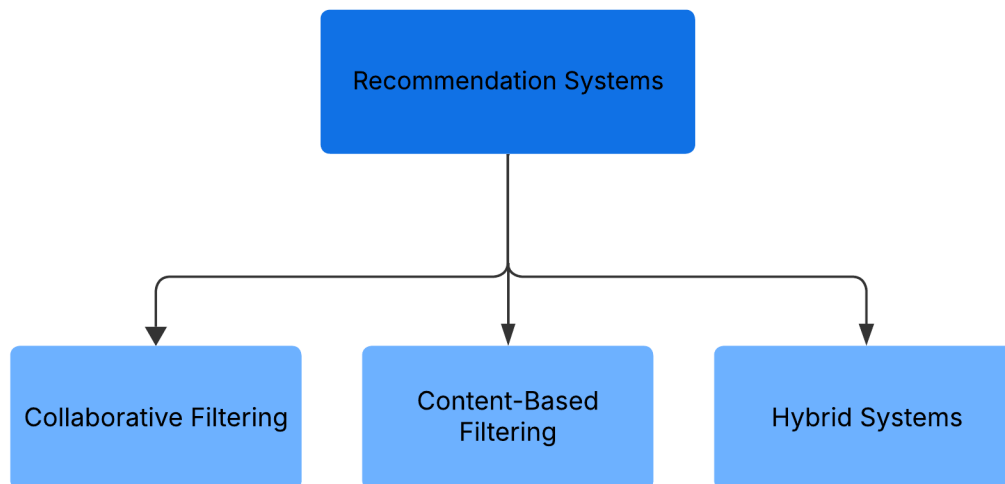 Recommendation Systems
Collaborative Filtering
Content-Based
Filtering
Hybrid Systems